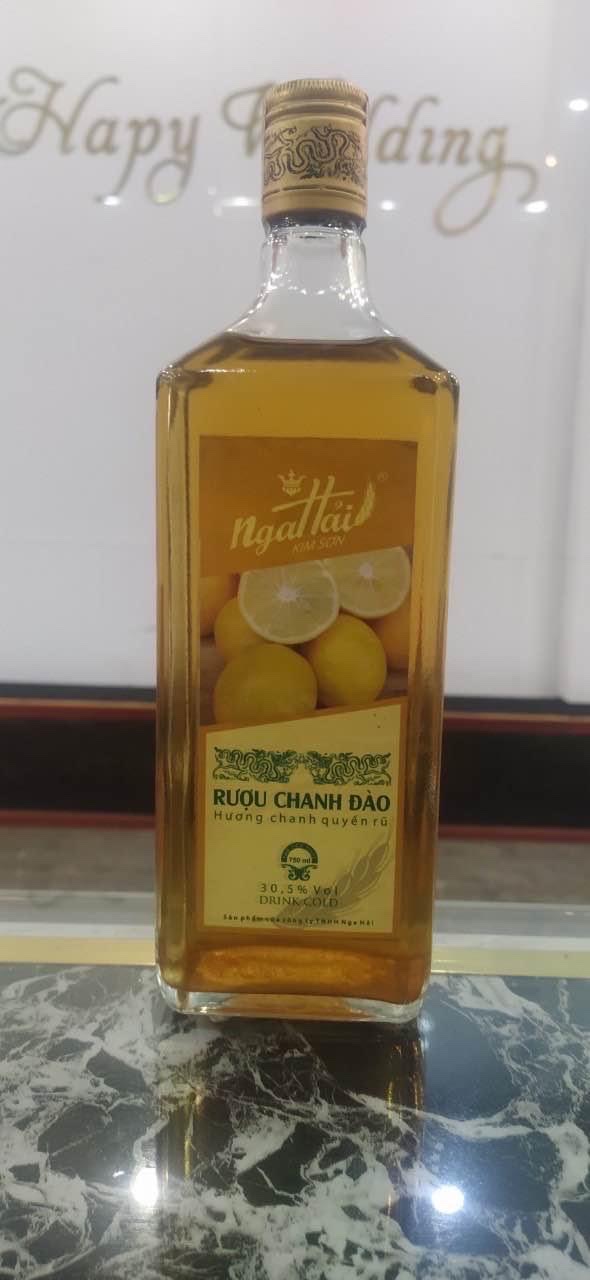 Hapy W dding
NgaHải ®
KIM SƠN
RƯỢU CHANH ĐÀO
Hương chanh quyến rũ
750 ml
30,5% Vol
DRINK COLD
Sản phẩm của công ty TNHH Nga Hải